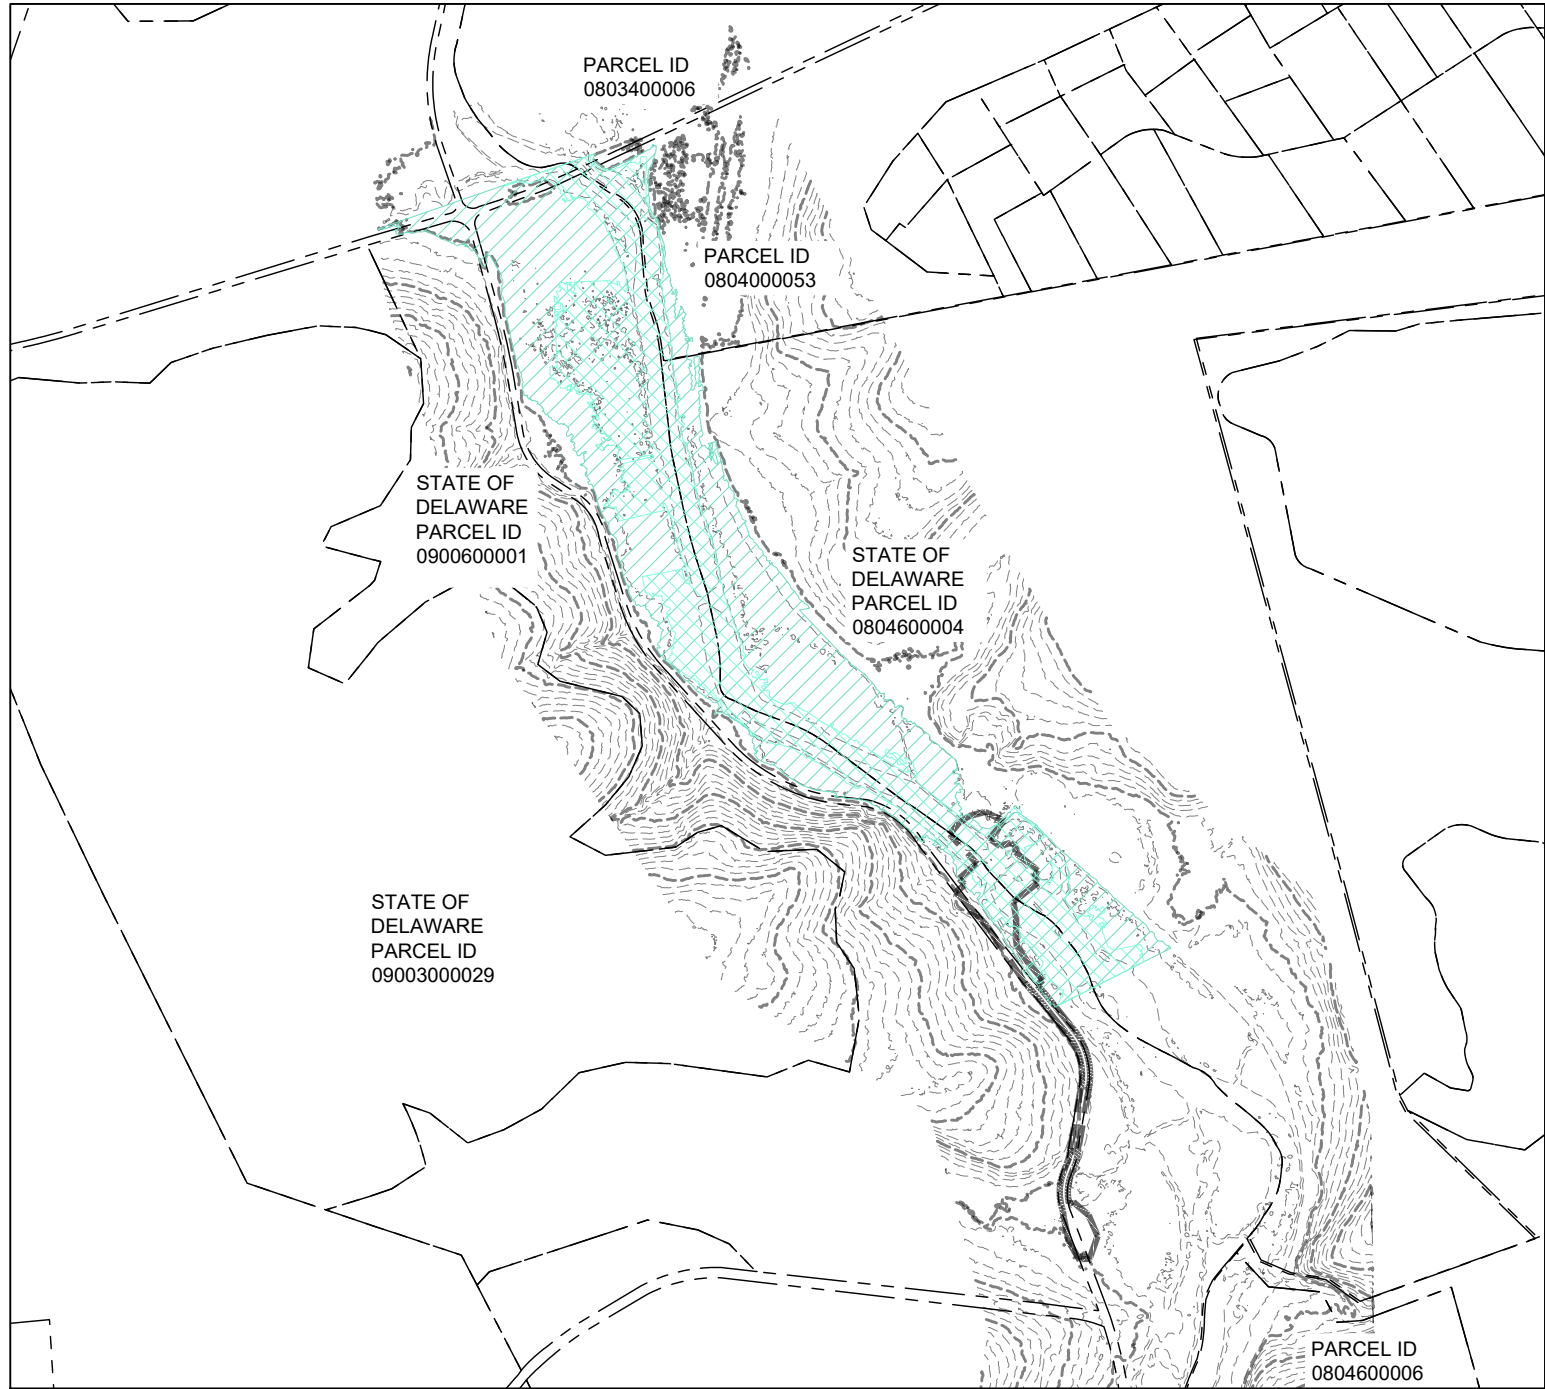 PARCEL ID
0803400006
PARCEL ID
0804000053
STATE OF
DELAWARE
PARCEL ID
0900600001
STATE OF
DELAWARE
PARCEL ID
0804600004
STATE OF
DELAWARE
PARCEL ID
09003000029
PARCEL ID
0804600006